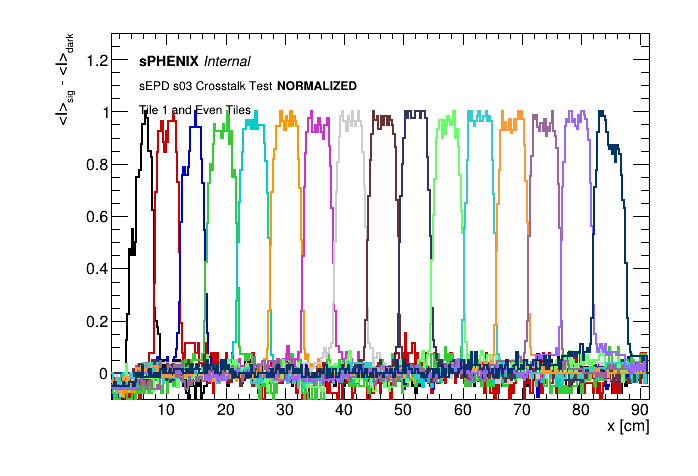 <I>sig - <I>dark
sPHENIX Internal
sEPD s03 Crosstalk Test NORMALIZED
Tile 1 and Even Tiles
1.2
1
0.8
0.6
0.4
0.2
0
10 20 30 40 50 60 70 80 90
x [cm]